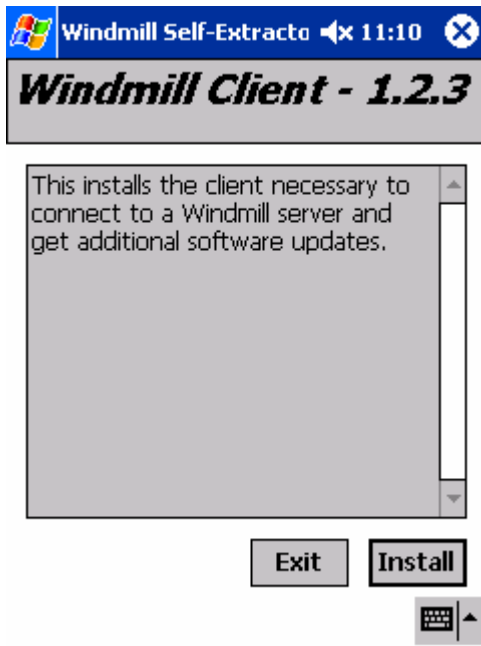 Windmill Self-Extracto 11:10
Windmill Client - 1.2.3
This installs the client necessary to
connect to a Windmill server and
get additional software updates.
Exit Install